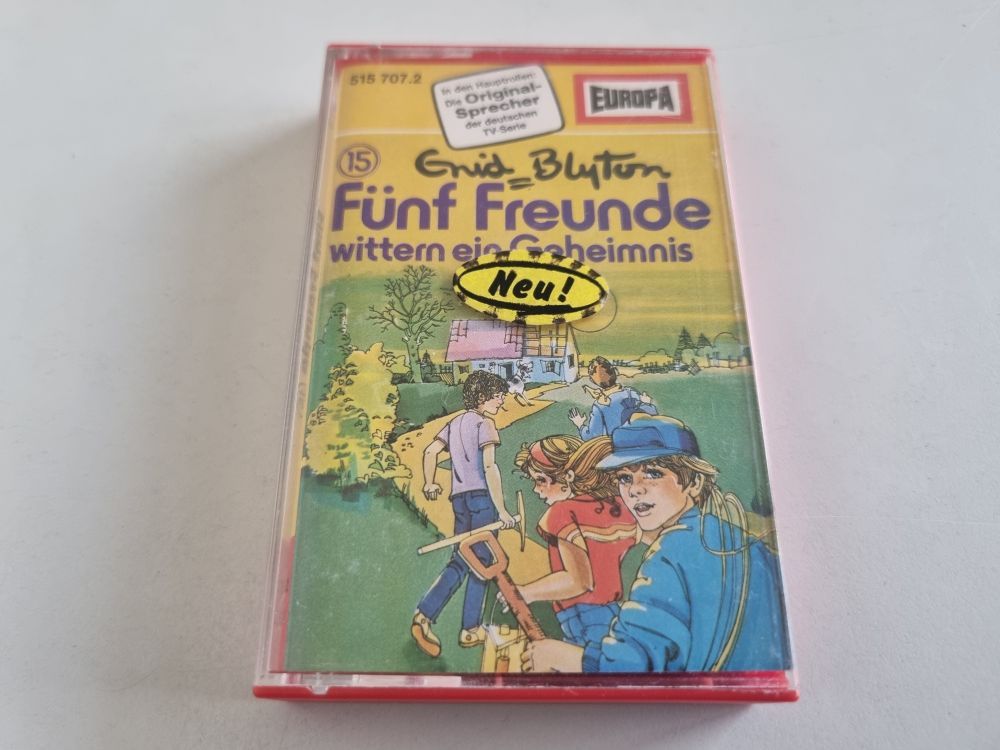 515 707.2
In den Hauptrollen:
Die Original-
Sprecher
der deutschen
TV-Serie
EUROPA
15
Enid Blyton
Fünf Freunde
wittern ein Geheimnis
Neu!